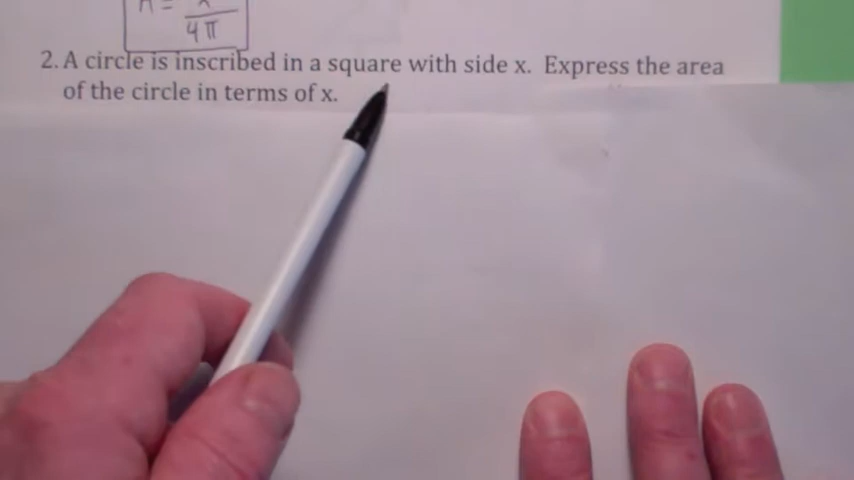 4π
2. A circle is inscribed in a square with side x. Express the area
of the circle in terms of x.